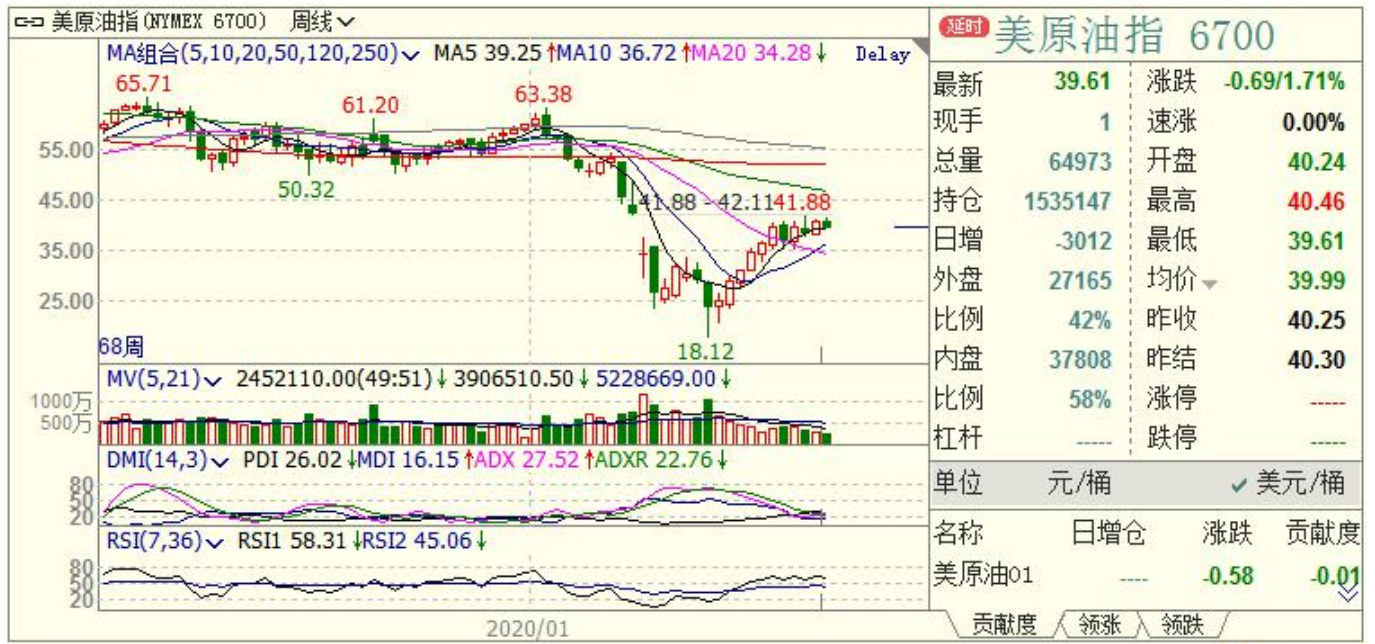 美原油指(NYMEX 6700) 周线
MA组合(5,10,20,50,120,250) MA5 39.25↑MA10 36.72↑MA20 34.28↓ Delay
65.71
61.20
63.38
55.00
50.32
45.00
41.88 - 42.11
41.88
35.00
25.00
18.12
68周
MV(5,21) 2452110.00(49:51)↓3906510.50↓5228669.00↓
1000万
500万
DMI(14,3) PDI 26.02↓MDI 16.15↑ADX 27.52↑ADXR 22.76↓
80
50
20
RSI(7,36) RSI1 58.31↓RSI2 45.06↓
80
50
20
2020/01
延时 美原油指 6700
最新 39.61 涨跌 -0.69/1.71%
现手 1 速涨 0.00%
总量 64973 开盘 40.24
持仓 1535147 最高 40.46
日增 -3012 最低 39.61
外盘 27165 均价 39.99
比例 42% 昨收 40.25
内盘 37808 昨结 40.30
比例 58% 涨停 -----
杠杆 ----- 跌停 -----
单位 元/桶 ✓ 美元/桶
名称 日增仓 涨跌 贡献度
美原油01 ---- -0.58 -0.01
贡献度 领涨 领跌